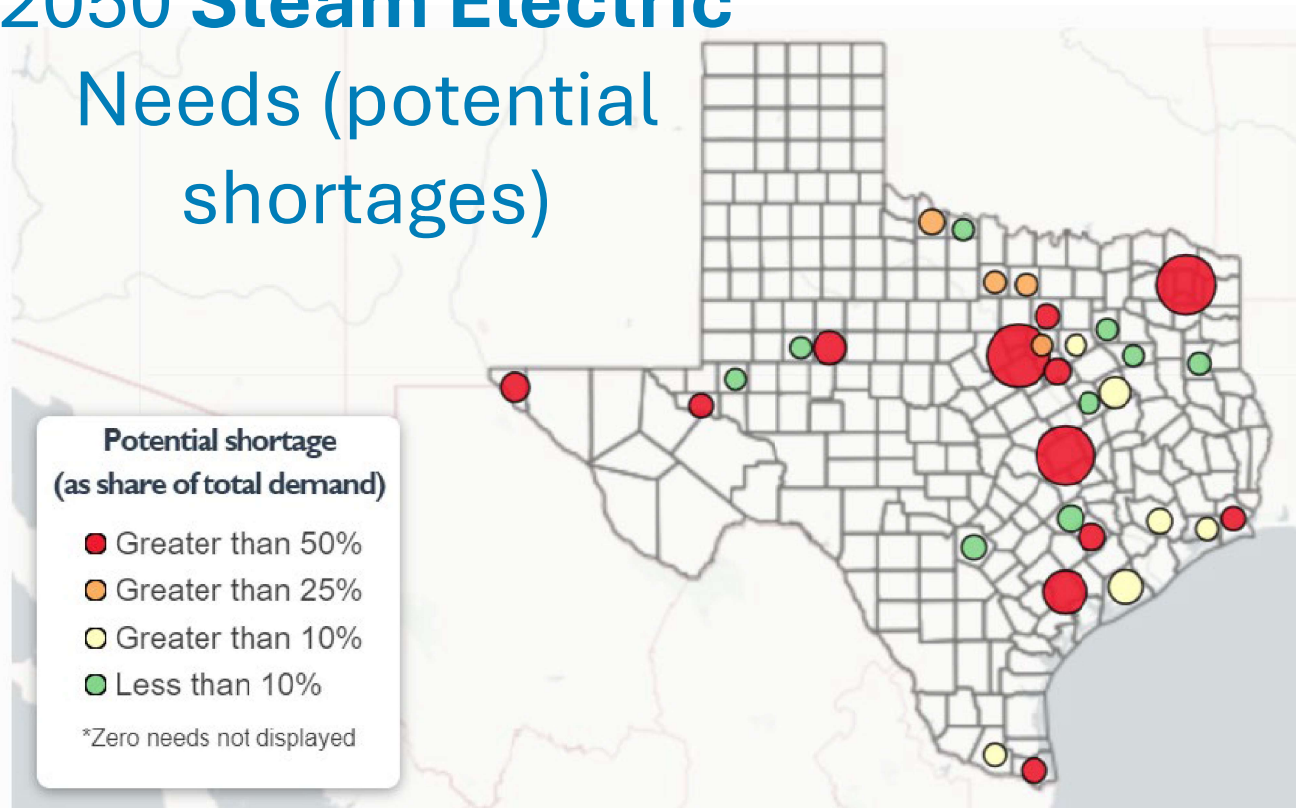 2050 Steam Electric
Needs (potential
shortages)
Potential shortage
(as share of total demand)
Greater than 50%
Greater than 25%
Greater than 10%
Less than 10%
*Zero needs not displayed